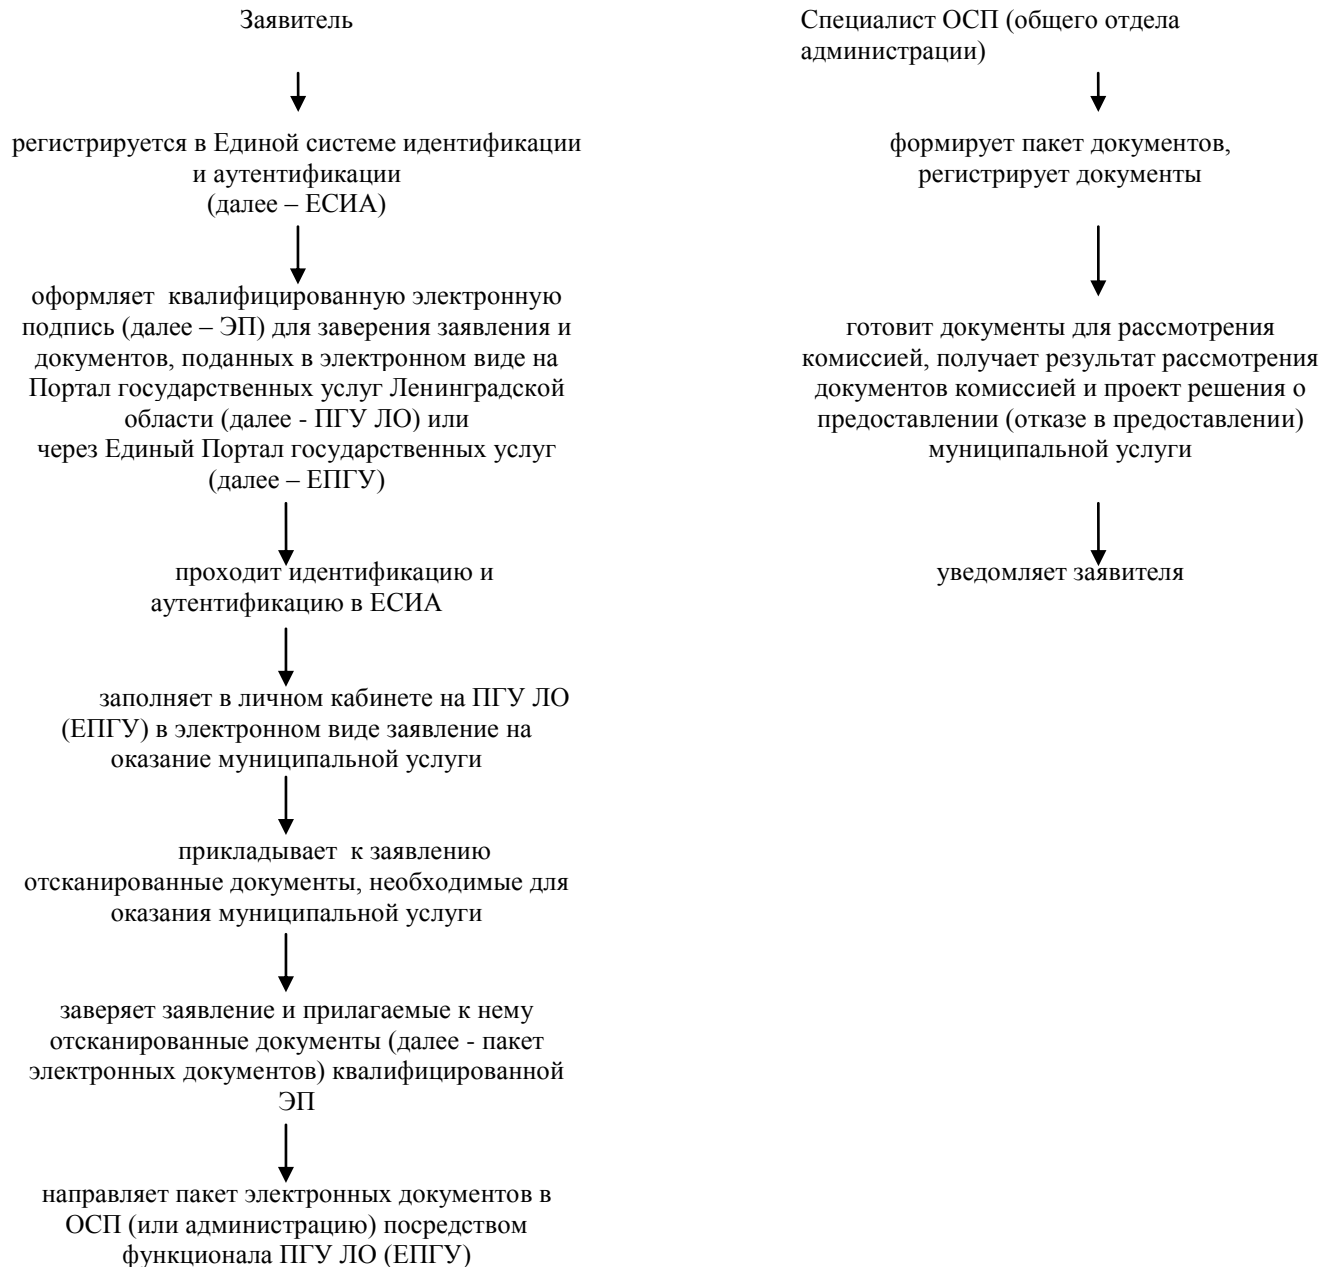 Заявитель
регистрируется в Единой системе идентификации
и аутентификации
(далее – ЕСИА)
оформляет  квалифицированную электронную
подпись (далее – ЭП) для заверения заявления и
документов, поданных в электронном виде на
Портал государственных услуг Ленинградской
области (далее - ПГУ ЛО) или
через Единый Портал государственных услуг
(далее – ЕПГУ)
проходит идентификацию и
аутентификацию в ЕСИА
заполняет в личном кабинете на ПГУ ЛО
(ЕПГУ) в электронном виде заявление на
оказание муниципальной услуги
прикладывает  к заявлению
отсканированные документы, необходимые для
оказания муниципальной услуги
заверяет заявление и прилагаемые к нему
отсканированные документы (далее - пакет
электронных документов) квалифицированной
ЭП
направляет пакет электронных документов в
ОСП (или администрацию) посредством
функционала ПГУ ЛО (ЕПГУ)
Специалист ОСП (общего отдела
администрации)
формирует пакет документов,
регистрирует документы
готовит документы для рассмотрения
комиссией, получает результат рассмотрения
документов комиссией и проект решения о
предоставлении (отказе в предоставлении)
муниципальной услуги
уведомляет заявителя